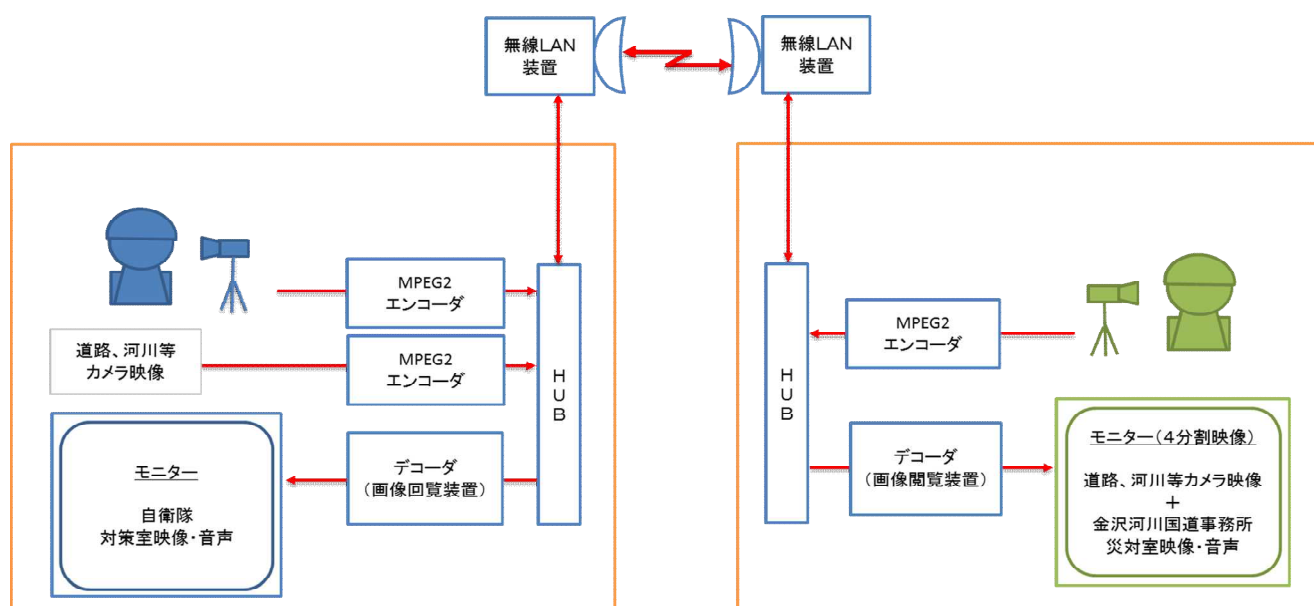 無線LAN
装置
無線LAN
装置
MPEG2
エンコーダ
道路、河川等
カメラ映像
MPEG2
エンコーダ
HUB
モニター
自衛隊
対策室映像・音声
デコーダ
(画像回覧装置)
HUB
MPEG2
エンコーダ
デコーダ
(画像閲覧装置)
モニター(4分割映像)
道路、河川等カメラ映像
+
金沢河川国道事務所
災対室映像・音声